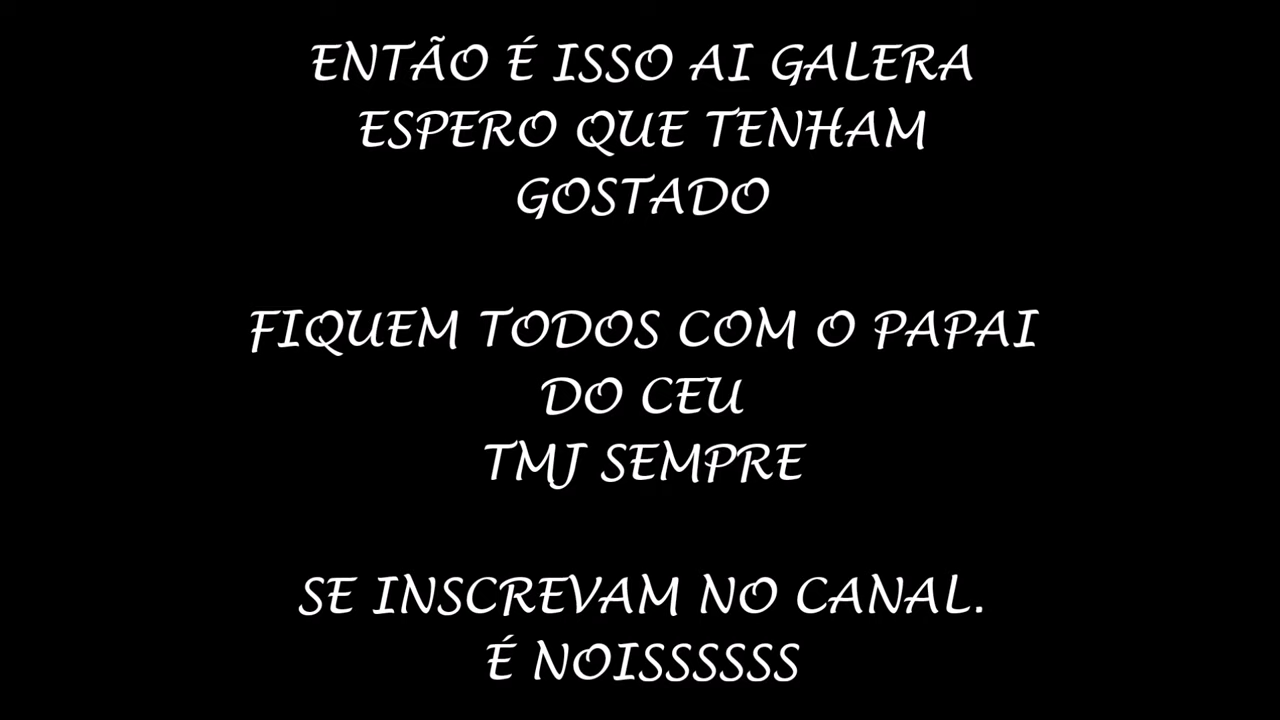 ENTÃO É ISSO AI GALERA
ESPERO QUE TENHAM
GOSTADO
FIQUEM TODOS COM O PAPAI
DO CEU
TMJ SEMPRE
SE INSCREVAM NO CANAL.
É NOISSSSSS